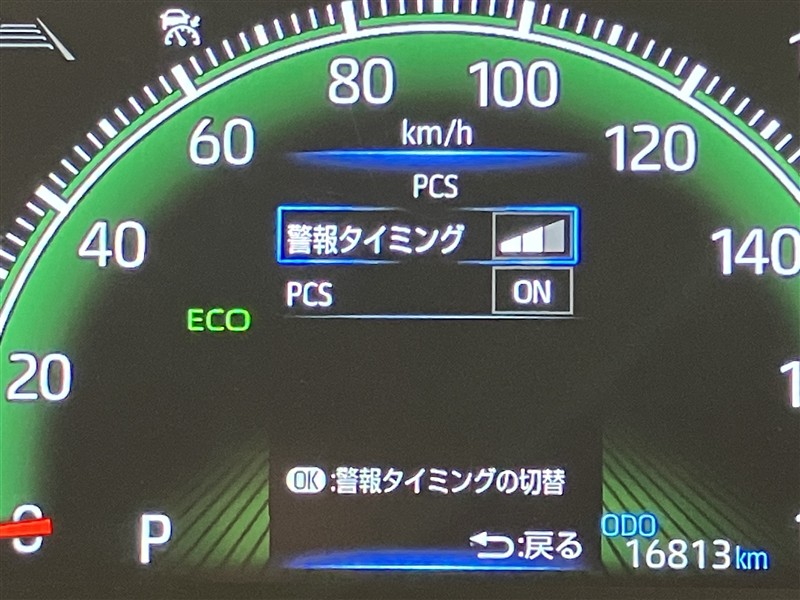 80
100
60
km/h
120
PCS
40
警報タイミング
140
PCS
ON
ECO
20
OK:警報タイミングの切替
0
P
:戻る
ODO
16813km